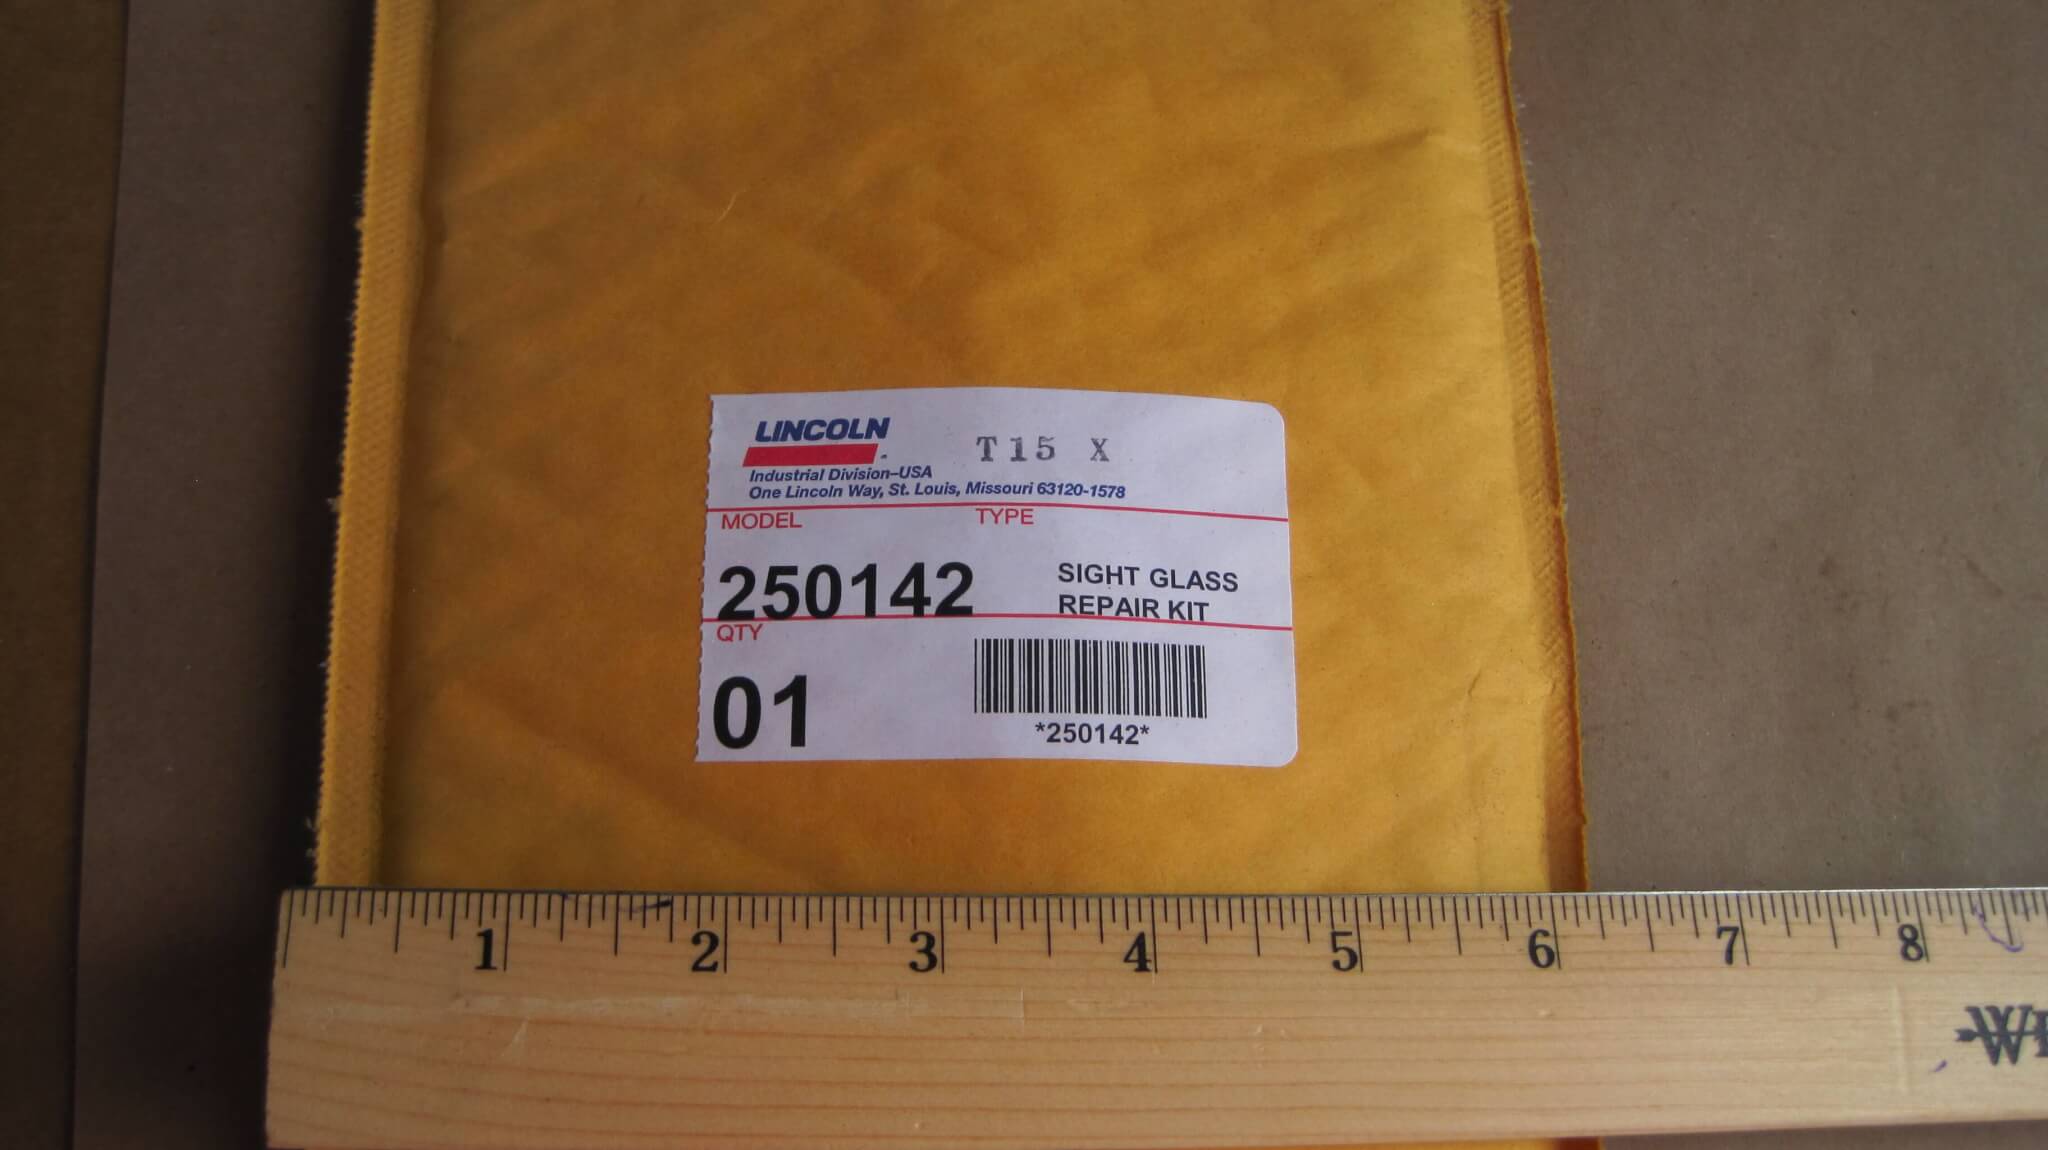 LINCOLN
T15 X
Industrial Division–USA
One Lincoln Way, St. Louis, Missouri 63120-1578
MODEL TYPE
250142
SIGHT GLASS
REPAIR KIT
QTY
01
*250142*
1 2 3 4 5 6 7 8